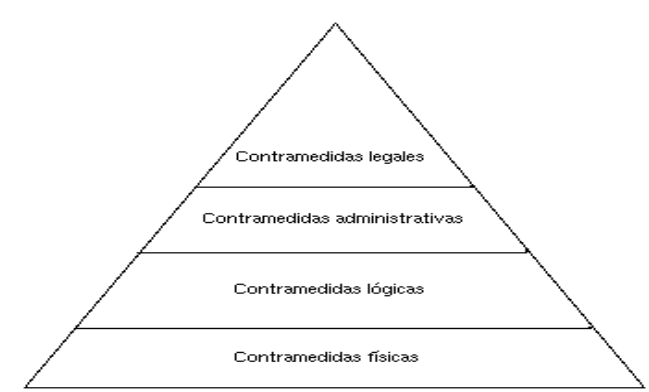 Contramedidas legales
Contramedidas administrativas
Contramedidas lógicas
Contramedidas físicas